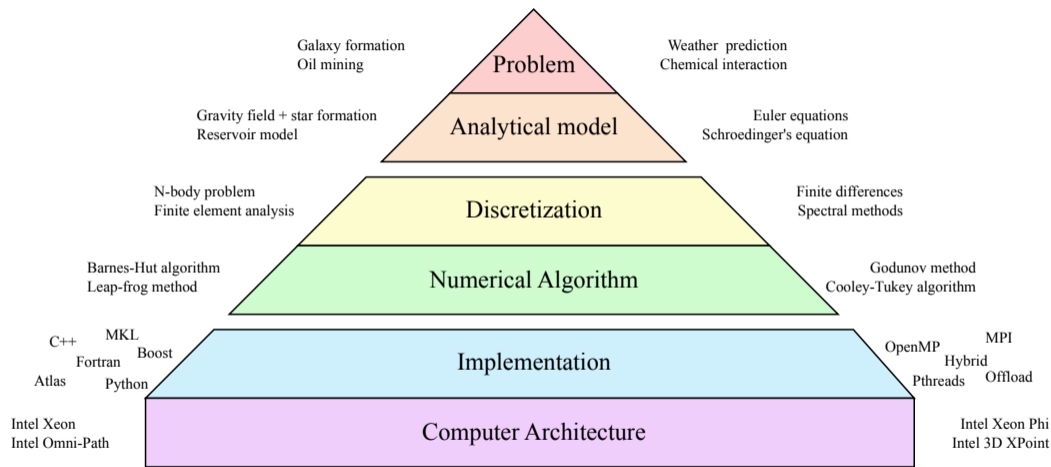 Galaxy formation
Oil mining
Problem
Weather prediction
Chemical interaction
Gravity field + star formation
Reservoir model
Analytical model
Euler equations
Schroedinger's equation
N-body problem
Finite element analysis
Discretization
Finite differences
Spectral methods
Barnes-Hut algorithm
Leap-frog method
Numerical Algorithm
Godunov method
Cooley-Tukey algorithm
C++
MKL
Fortran
Boost
Atlas
Python
Implementation
OpenMP
MPI
Hybrid
Pthreads
Offload
Intel Xeon
Intel Omni-Path
Computer Architecture
Intel Xeon Phi
Intel 3D XPoint